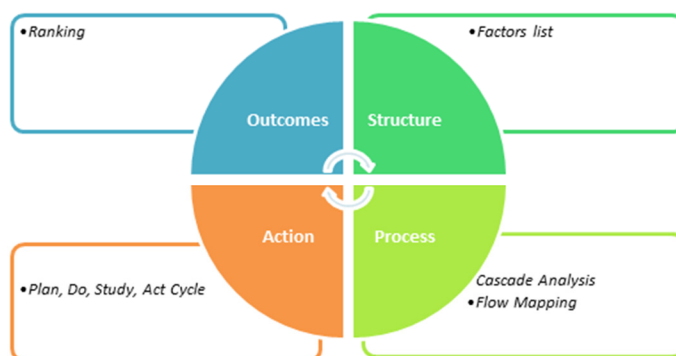 •Ranking
•Factors list
Outcomes
Structure
Action
Process
•Plan, Do, Study, Act Cycle
Cascade Analysis
•Flow Mapping